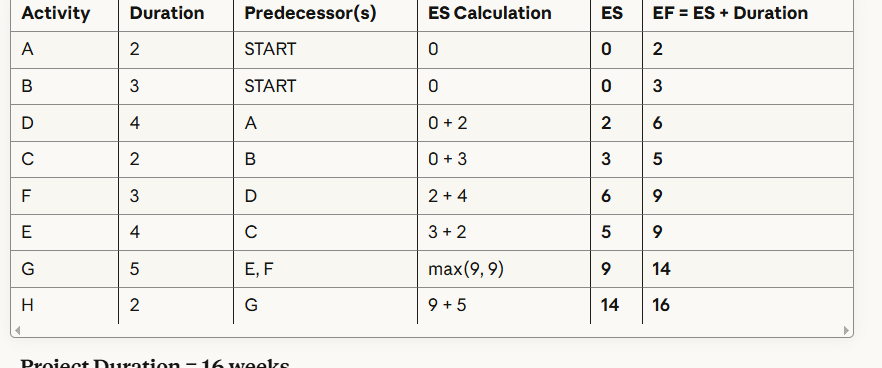 Activity Duration Predecessor(s) ES Calculation ES EF = ES + Duration
A 2 START 0 0 2
B 3 START 0 0 3
D 4 A 0 + 2 2 6
C 2 B 0 + 3 3 5
F 3 D 2 + 4 6 9
E 4 C 3 + 2 5 9
G 5 E, F max(9, 9) 9 14
H 2 G 9 + 5 14 16
Project Duration = 16 weeks